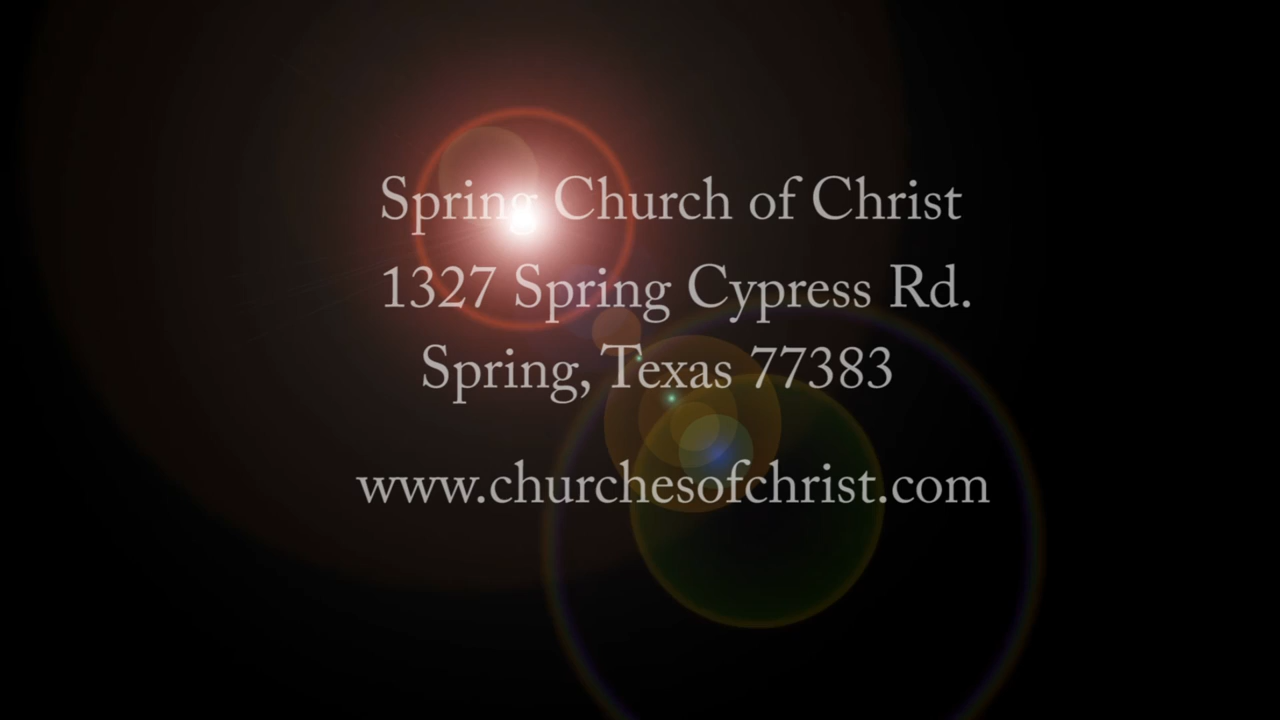 Spring Church of Christ
1327 Spring Cypress Rd.
Spring, Texas 77383
www.churchesofchrist.com